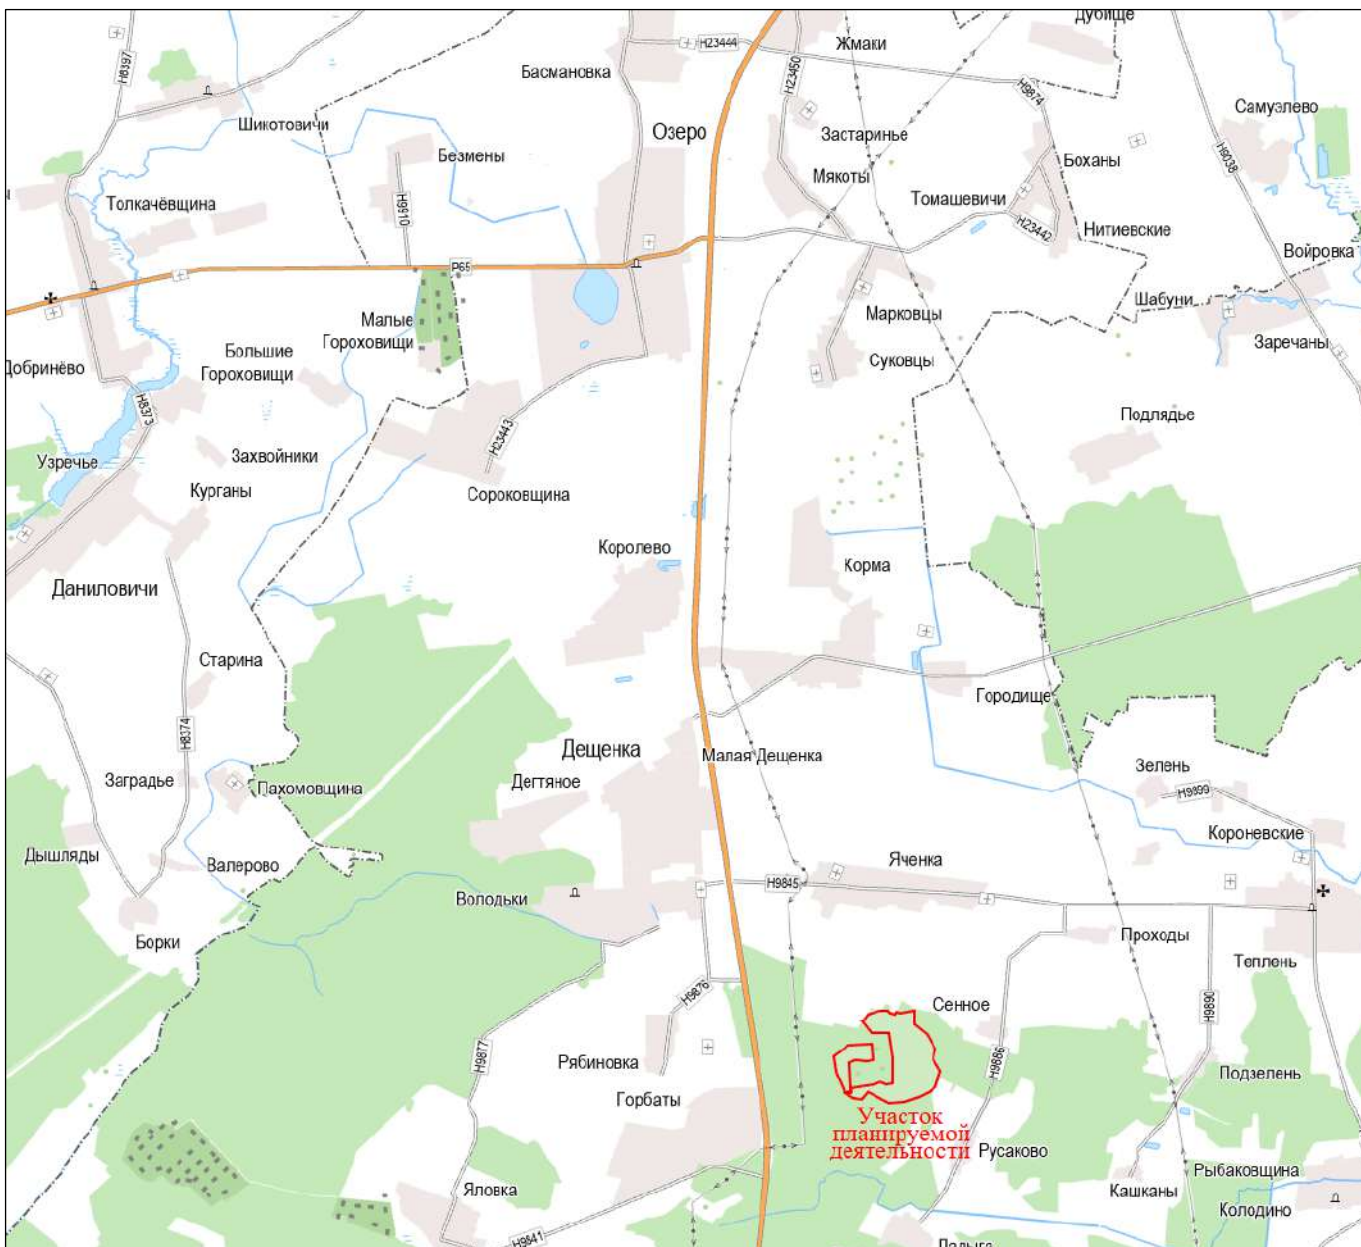 Дубище
Н8397
Н23444
Жмаки
Басмановка
Н23450
Н9874
Самуэлево
Шикотовичи
Озеро
Застаринье
Безмены
Боханы
Н9038
Мякоты
Томашевичи
Толкачёвщина
Н9910
Н23442
Нитиевские
Войровка
Р65
Шабуни
Малые
Гороховищи
Марковцы
Заречаны
Большие
Гороховищи
Суковцы
Добринёво
Н8373
Подлядье
Н23443
Захвойники
Узречье
Курганы
Сороковщина
Королево
Корма
Даниловичи
Старина
Городище
Н8374
Дещенка
Малая Дещенка
Зелень
Заградье
Пахомовщина
Дегтяное
Н9899
Короневские
Дышляды
Валерово
Яченка
Н9845
Володьки
Борки
Проходы
Теплень
Н9876
Сенное
Н9890
Н9877
Рябиновка
Н9886
Подзелень
Горбаты
Участок
планируемой
деятельности
Русаково
Рыбаковщина
Яловка
Кашканы
Колодино
Н9841
Ладыга